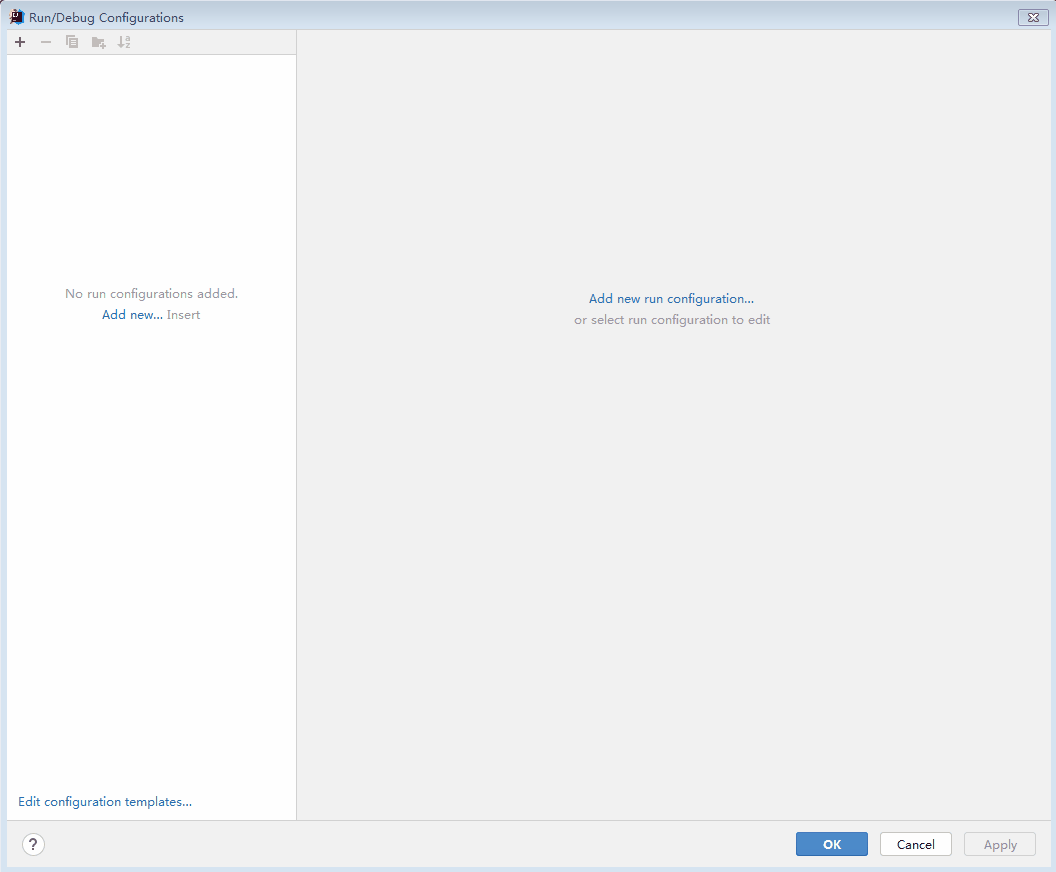 Run/Debug Configurations
No run configurations added.
Add new... Insert
Add new run configuration...
or select run configuration to edit
Edit configuration templates...
?
OK
Cancel
Apply